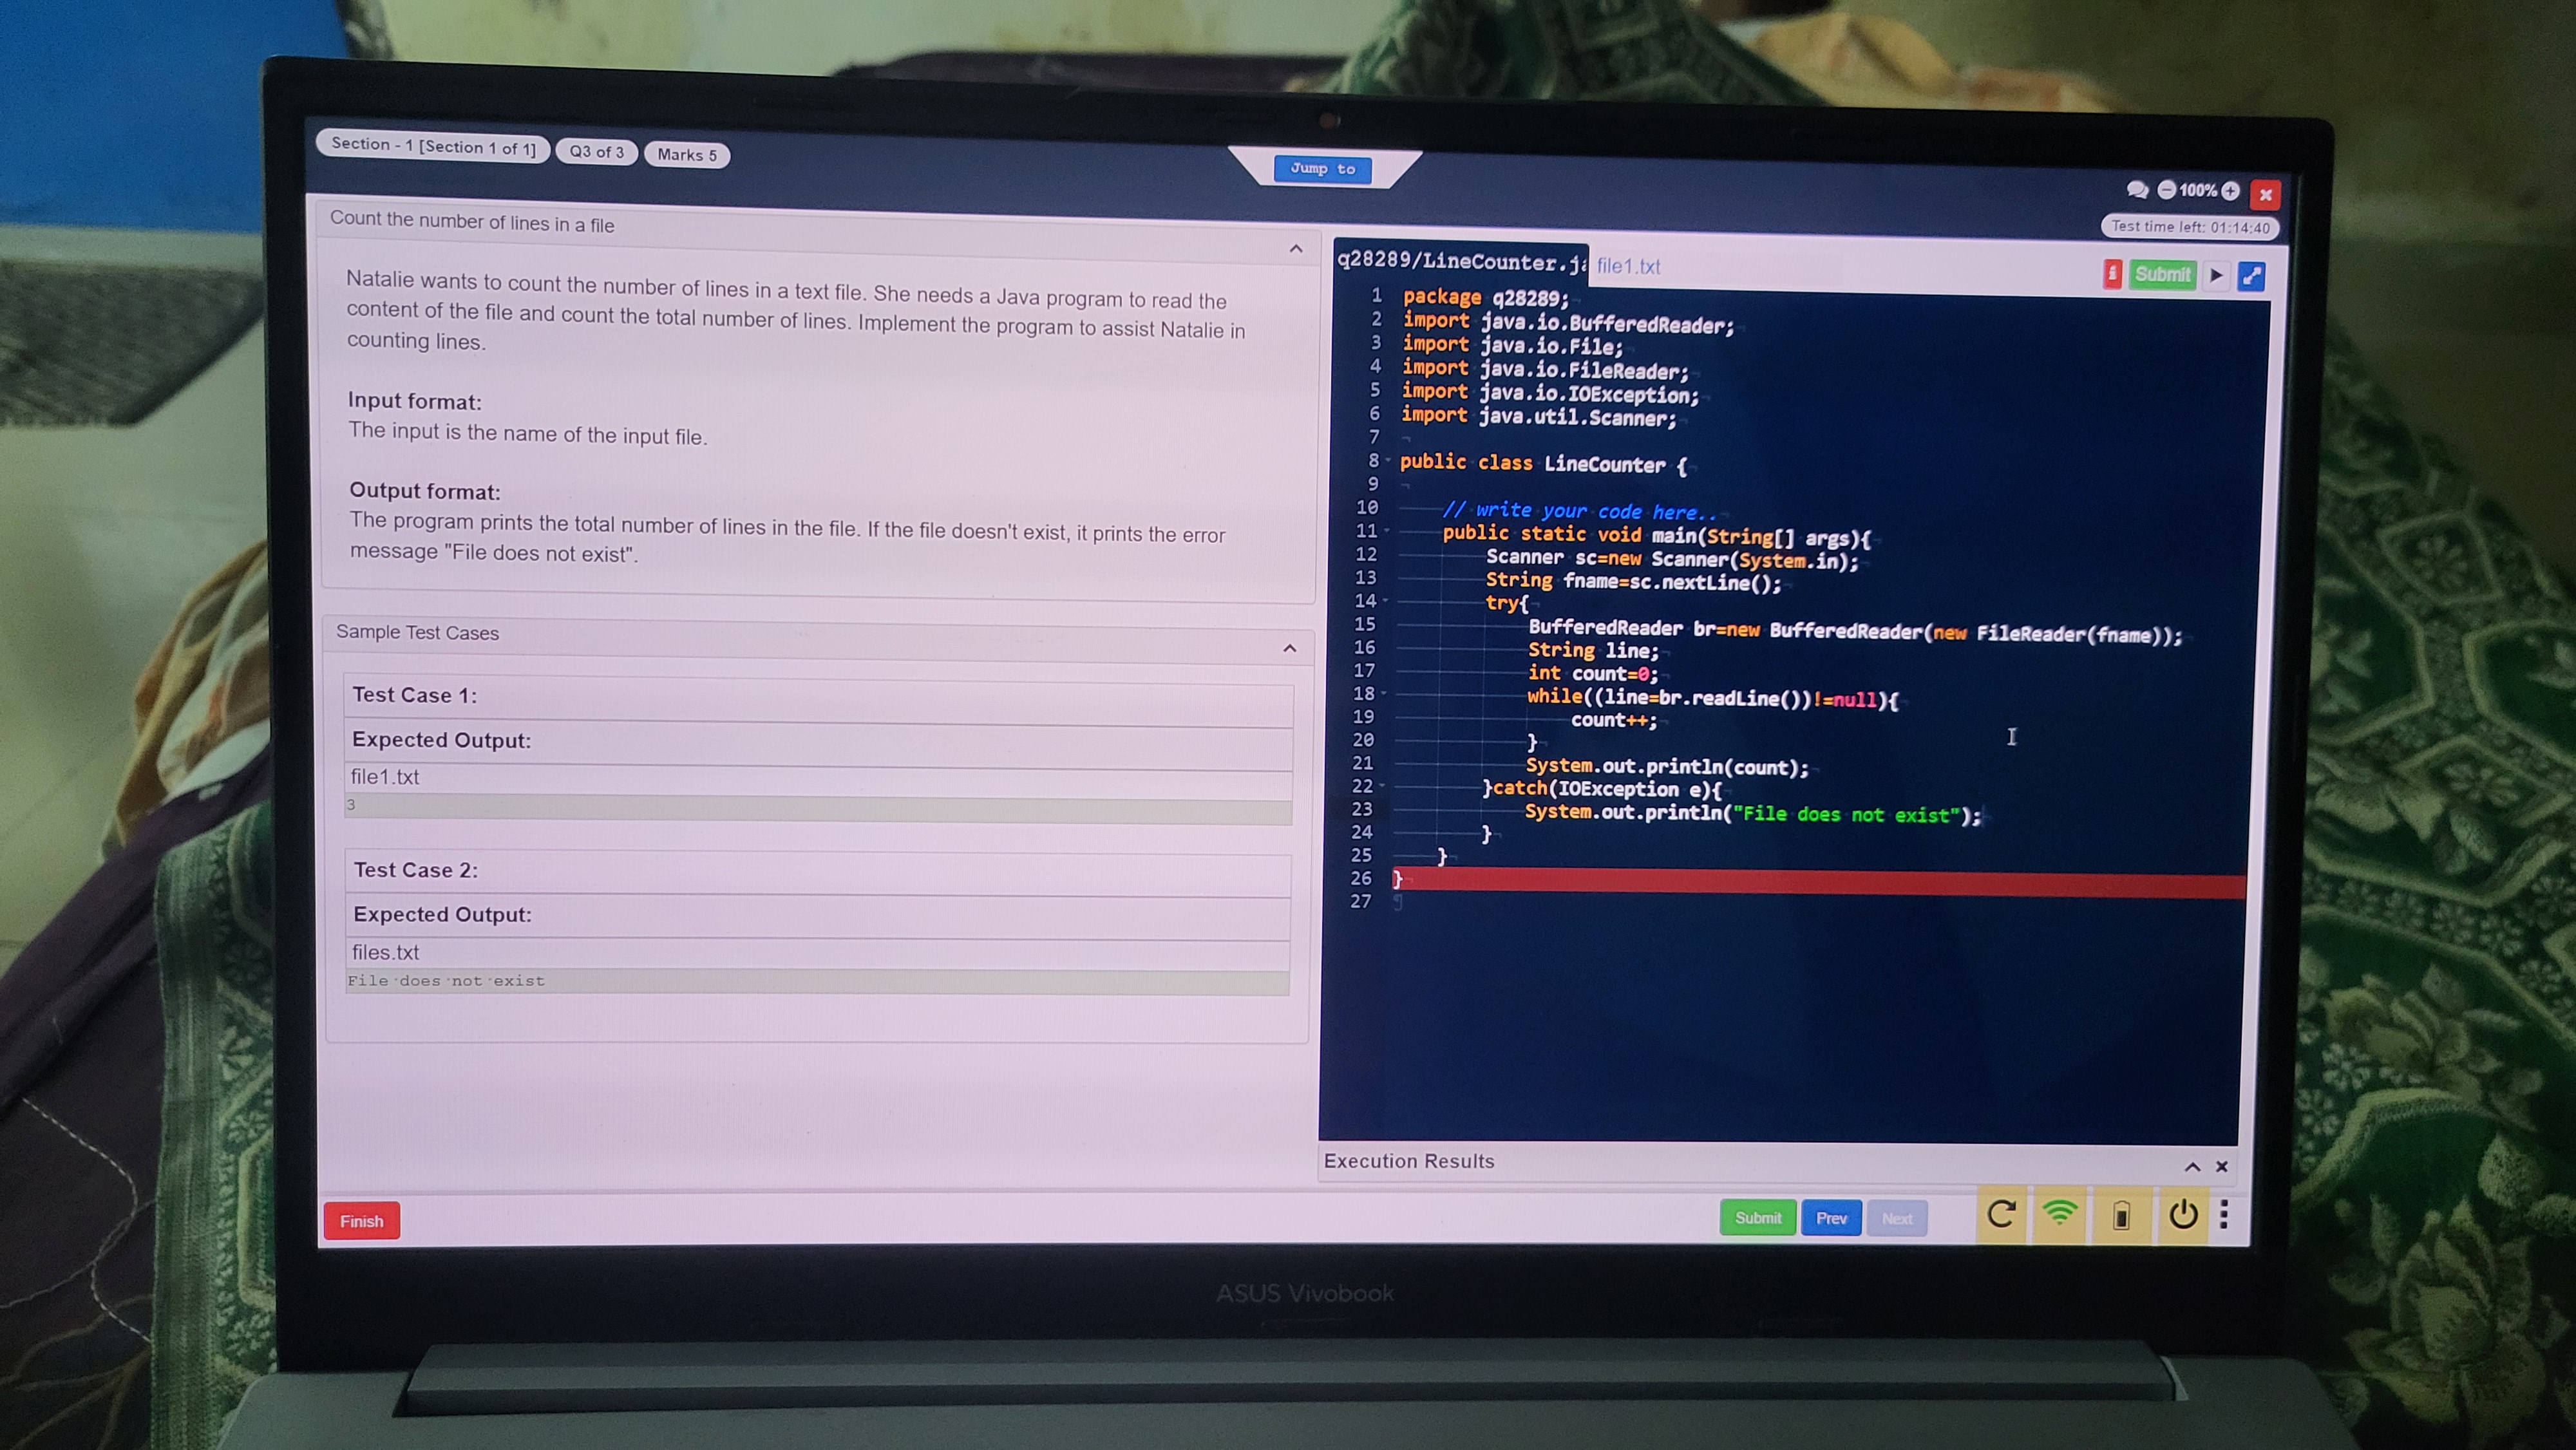 Section - 1 [Section 1 of 1] Q3 of 3 Marks 5
Jump to
100%
Test time left: 01:14:40
Count the number of lines in a file
Natalie wants to count the number of lines in a text file. She needs a Java program to read the
content of the file and count the total number of lines. Implement the program to assist Natalie in
counting lines.
Input format:
The input is the name of the input file.
Output format:
The program prints the total number of lines in the file. If the file doesn't exist, it prints the error
message "File does not exist".
Sample Test Cases
Test Case 1:
Expected Output:
file1.txt
3
Test Case 2:
Expected Output:
files.txt
File does not exist
q28289/LineCounter.ja file1.txt
Submit
1 package q28289;
2 import java.io.BufferedReader;
3 import java.io.File;
4 import java.io.FileReader;
5 import java.io.IOException;
6 import java.util.Scanner;
7
8 public class LineCounter {
9
10 // write your code here..
11 public static void main(String[] args){
12 Scanner sc=new Scanner(System.in);
13 String fname=sc.nextLine();
14 try{
15 BufferedReader br=new BufferedReader(new FileReader(fname));
16 String line;
17 int count=0;
18 while((line=br.readLine())!=null){
19 count++;
20 }
21 System.out.println(count);
22 }catch(IOException e){
23 System.out.println("File does not exist");
24 }
25 }
26 }
27
Execution Results
Finish
Submit Prev Next
ASUS Vivobook